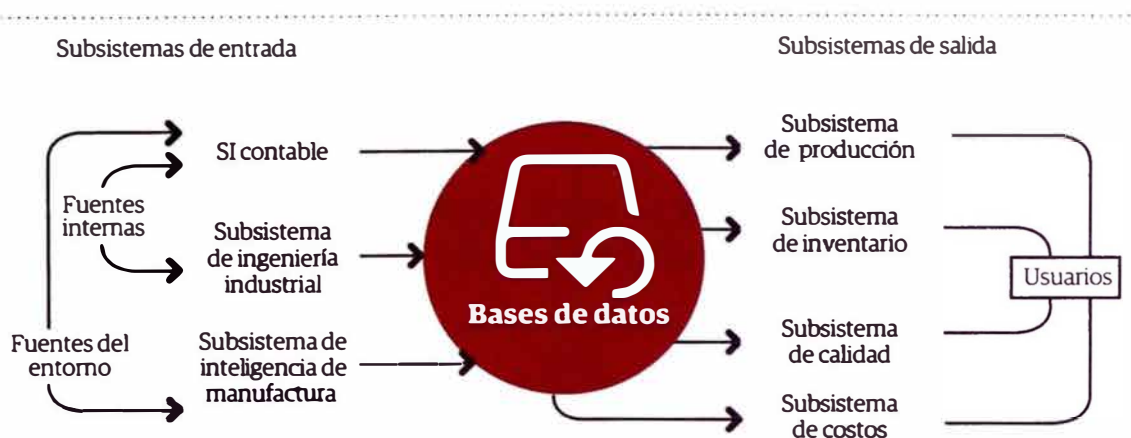 Subsistemas de entrada
Subsistemas de salida
Fuentes
internas
Fuentes del
entorno
SI contable
Subsistema
de ingeniería
industrial
Subsistema de
inteligencia de
manufactura
Bases de datos
Subsistema
de producción
Subsistema
de inventario
Subsistema
de calidad
Subsistema
de costos
Usuarios